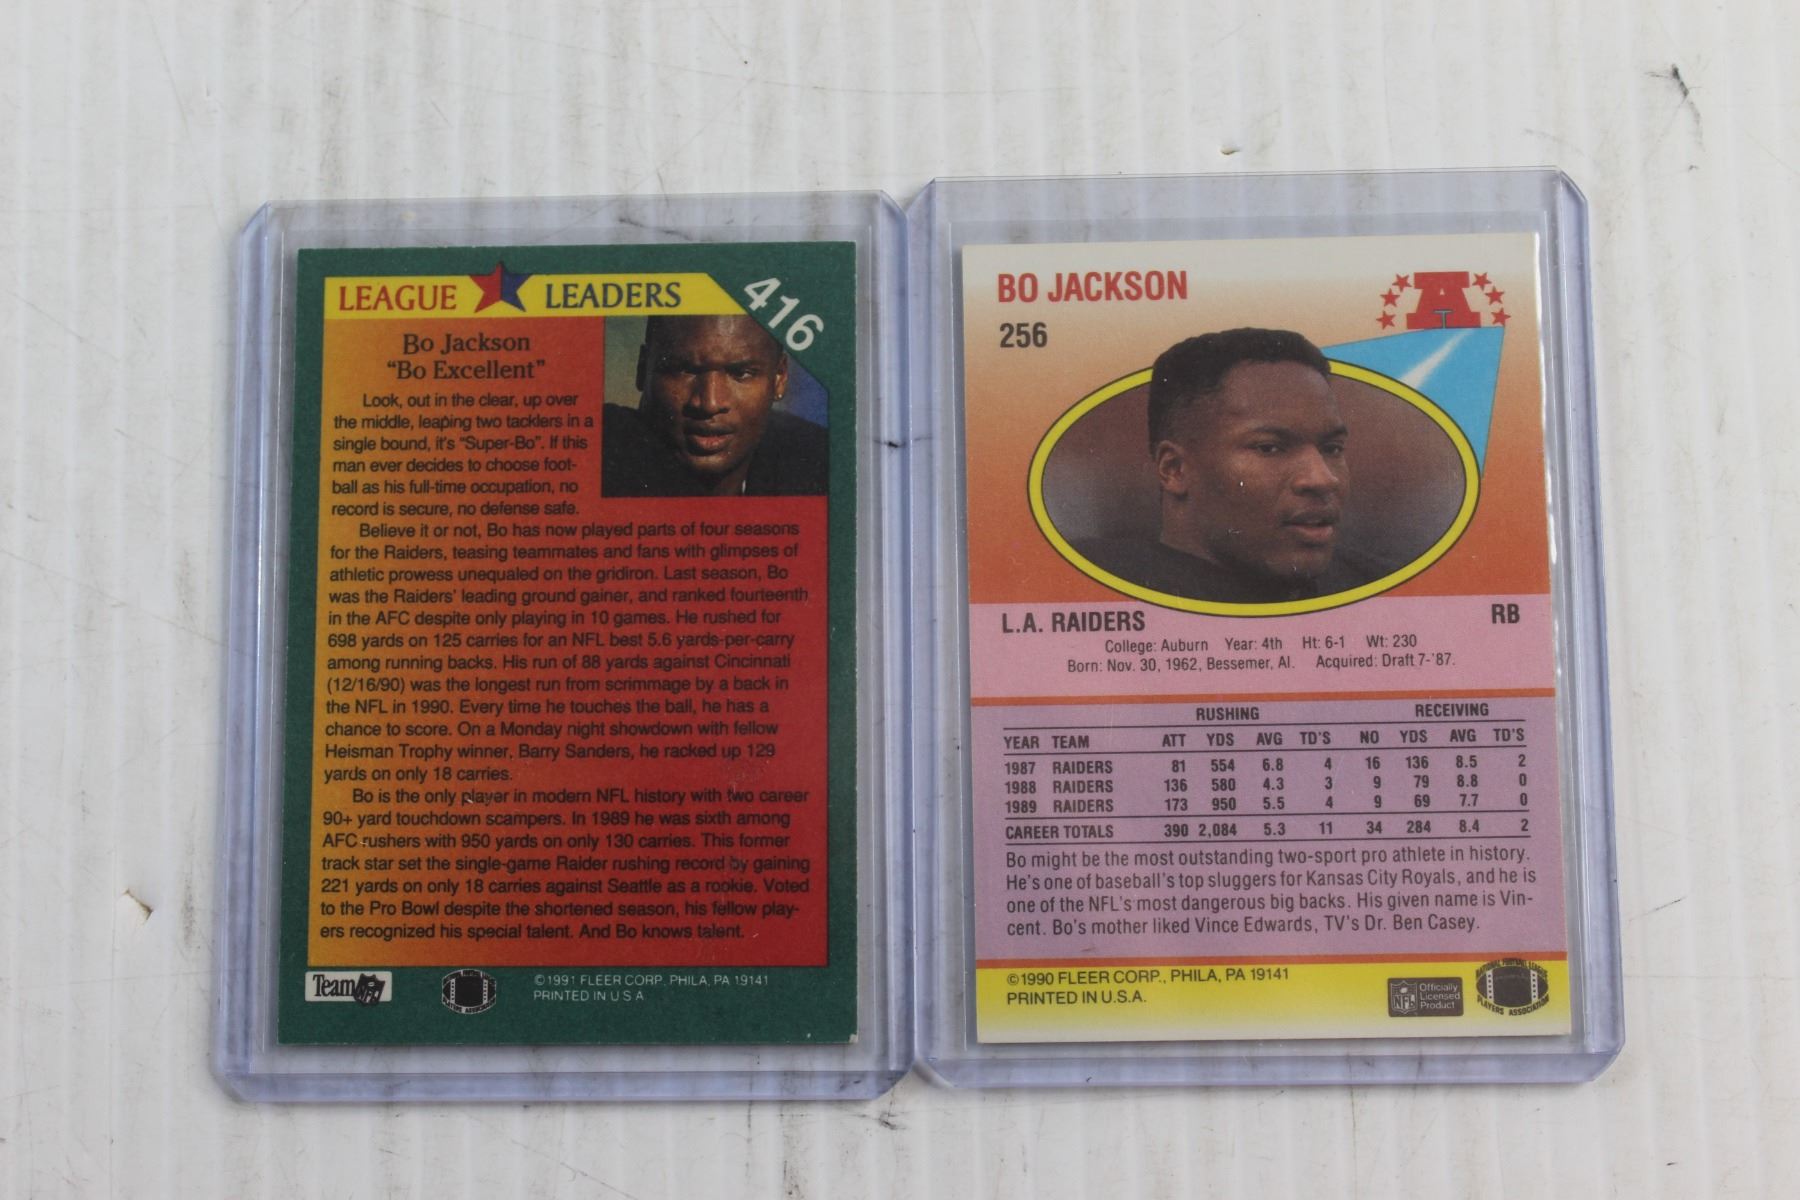 LEAGUE LEADERS
416
Bo Jackson
"Bo Excellent"
Look, out in the clear, up over
the middle, leaping two tacklers in a
single bound, it's "Super-Bo". If this
man ever decides to choose foot-
ball as his full-time occupation, no
record is secure, no defense safe.
Believe it or not, Bo has now played parts of four seasons
for the Raiders, teasing teammates and fans with glimpses of
athletic prowess unequaled on the gridiron. Last season, Bo
was the Raiders' leading ground gainer, and ranked fourteenth
in the AFC despite only playing in 10 games. He rushed for
698 yards on 125 carries for an NFL best 5.6 yards-per-carry
among running backs. His run of 88 yards against Cincinnati
(12/16/90) was the longest run from scrimmage by a back in
the NFL in 1990. Every time he touches the ball, he has a
chance to score. On a Monday night showdown with fellow
Heisman Trophy winner, Barry Sanders, he racked up 129
yards on only 18 carries.
Bo is the only player in modern NFL history with two career
90+ yard touchdown scampers. In 1989 he was sixth among
AFC rushers with 950 yards on only 130 carries. This former
track star set the single-game Raider rushing record by gaining
221 yards on only 18 carries against Seattle as a rookie. Voted
to the Pro Bowl despite the shortened season, his fellow play-
ers recognized his special talent. And Bo knows talent.
Team NFL
©1991 FLEER CORP. PHILA, PA 19141
PRINTED IN U S A
BO JACKSON
256
A
L.A. RAIDERS RB
College: Auburn Year: 4th Ht: 6-1 Wt: 230
Born: Nov. 30, 1962, Bessemer, Al. Acquired: Draft 7-'87.
RUSHING RECEIVING
YEAR TEAM ATT YDS AVG TD'S NO YDS AVG TD'S
1987 RAIDERS 81 554 6.8 4 16 136 8.5 2
1988 RAIDERS 136 580 4.3 3 9 79 8.8 0
1989 RAIDERS 173 950 5.5 4 9 69 7.7 0
CAREER TOTALS 390 2,084 5.3 11 34 284 8.4 2
Bo might be the most outstanding two-sport pro athlete in history.
He's one of baseball's top sluggers for Kansas City Royals, and he is
one of the NFL's most dangerous big backs. His given name is Vin-
cent. Bo's mother liked Vince Edwards, TV's Dr. Ben Casey.
©1990 FLEER CORP., PHILA, PA 19141
PRINTED IN U.S.A.
NFL
Officially
Licensed
Product
NATIONAL FOOTBALL LEAGUE
PLAYERS ASSOCIATION